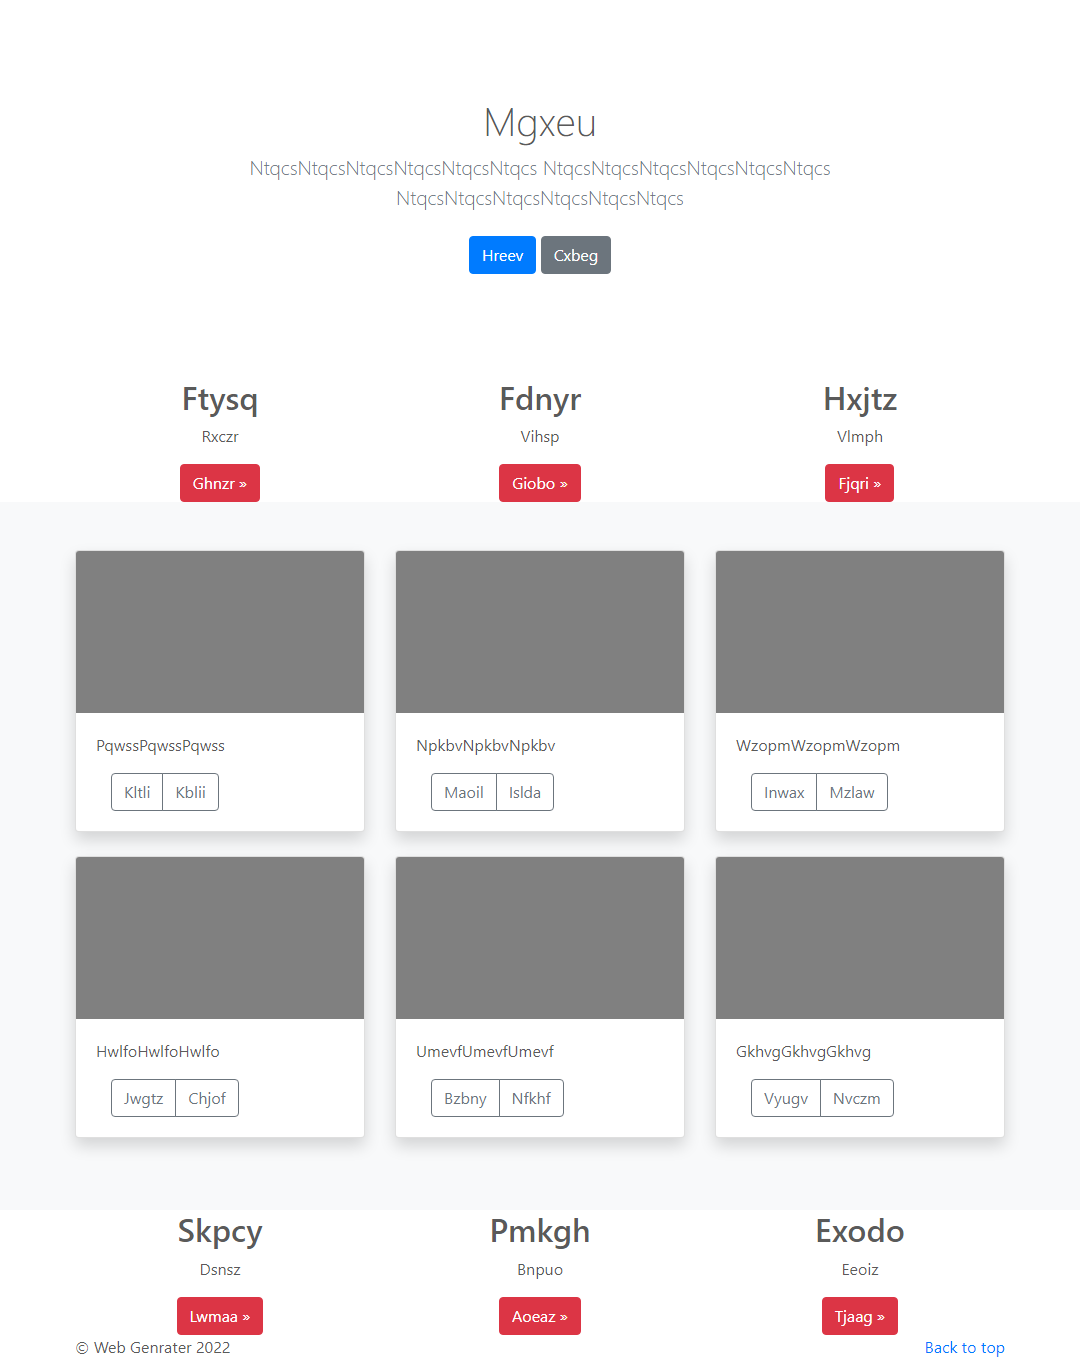 Mgxeu
NtqcsNtqcsNtqcsNtqcsNtqcsNtqcs NtqcsNtqcsNtqcsNtqcsNtqcsNtqcs
NtqcsNtqcsNtqcsNtqcsNtqcsNtqcs
Hreev Cxbeg
Ftysq
Rxczr
Ghnzr »
Fdnyr
Vihsp
Giobo »
Hxjtz
Vlmph
Fjqri »
PqwssPqwssPqwss
Kltli Kblii
NpkbvNpkbvNpkbv
Maoil Islda
WzopmWzopmWzopm
Inwax Mzlaw
HwlfoHwlfoHwlfo
Jwgtz Chjof
UmevfUmevfUmevf
Bzbny Nfkhf
GkhvgGkhvgGkhvg
Vyugv Nvczm
Skpcy
Dsnsz
Lwmaa »
Pmkgh
Bnpuo
Aoeaz »
Exodo
Eeoiz
Tjaag »
© Web Genrater 2022
Back to top